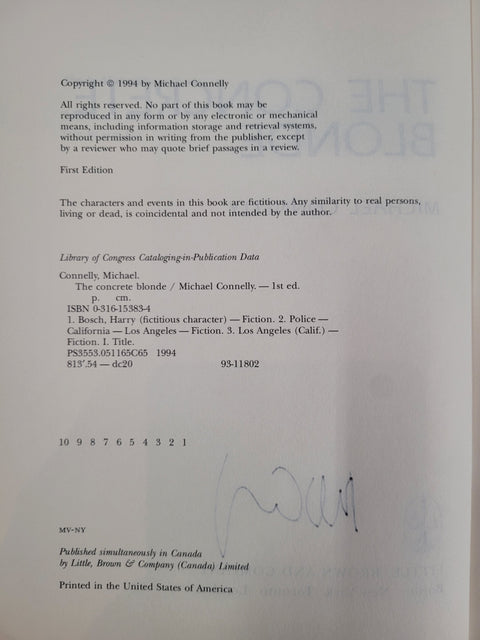 Copyright © 1994 by Michael Connelly
All rights reserved. No part of this book may be
reproduced in any form or by any electronic or mechanical
means, including information storage and retrieval systems,
without permission in writing from the publisher, except
by a reviewer who may quote brief passages in a review.
First Edition
The characters and events in this book are fictitious. Any similarity to real persons,
living or dead, is coincidental and not intended by the author.
Library of Congress Cataloging-in-Publication Data
Connelly, Michael.
The concrete blonde / Michael Connelly. — 1st ed.
p. cm.
ISBN 0-316-15383-4
1. Bosch, Harry (fictitious character) — Fiction. 2. Police —
California — Los Angeles — Fiction. 3. Los Angeles (Calif.) —
Fiction. I. Title.
PS3553.051165C65 1994
813'.54 — dc20 93-11802
10 9 8 7 6 5 4 3 2 1
MV-NY
Published simultaneously in Canada
by Little, Brown & Company (Canada) Limited
Printed in the United States of America